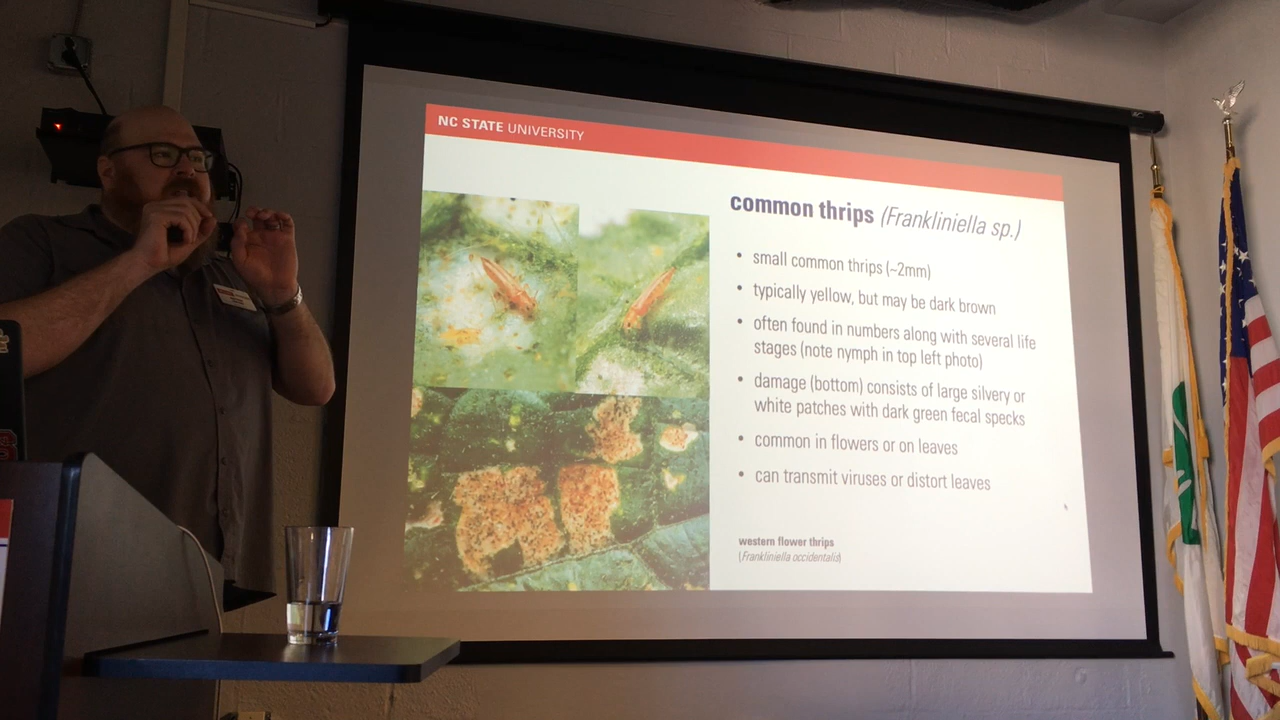 NC STATE UNIVERSITY
common thrips (Frankliniella sp.)
• small common thrips (~2mm)
• typically yellow, but may be dark brown
• often found in numbers along with several life
stages (note nymph in top left photo)
• damage (bottom) consists of large silvery or
white patches with dark green fecal specks
• common in flowers or on leaves
• can transmit viruses or distort leaves
western flower thrips
(Frankliniella occidentalis)